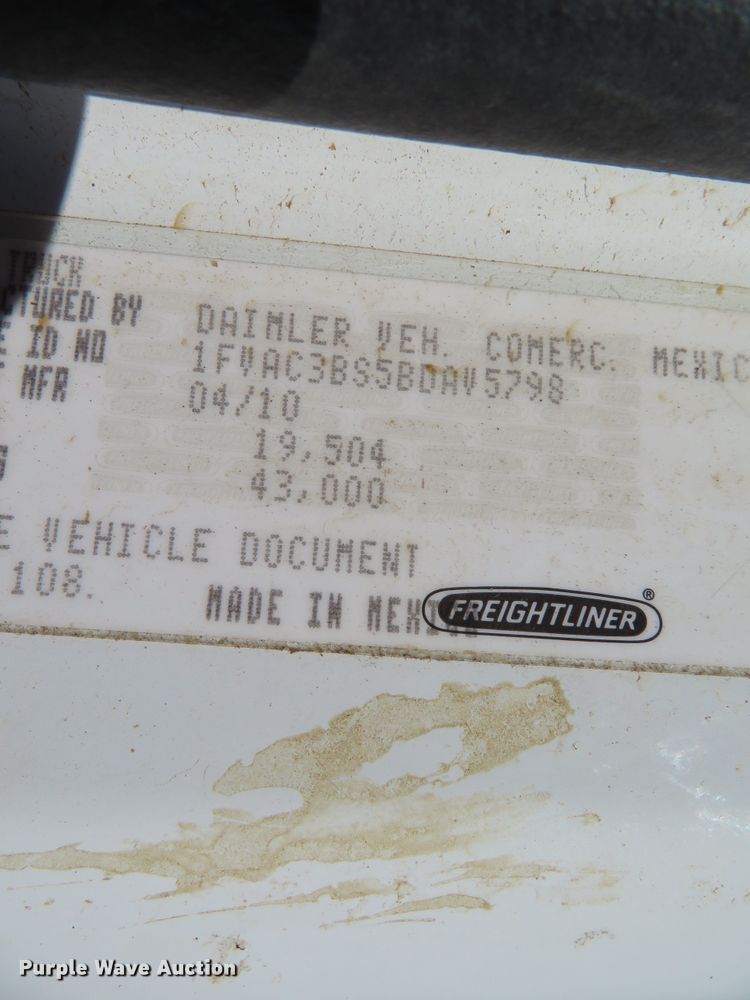 TRUCK
CTURED BY DAIMLER VEH. COMERC. MEXIC
E ID NO 1FVAC3BS5BDAV5798
MFR 04/10
19,504
43,000
E VEHICLE DOCUMENT
108.
MADE IN MEXICO
FREIGHTLINER®
Purple Wave Auction